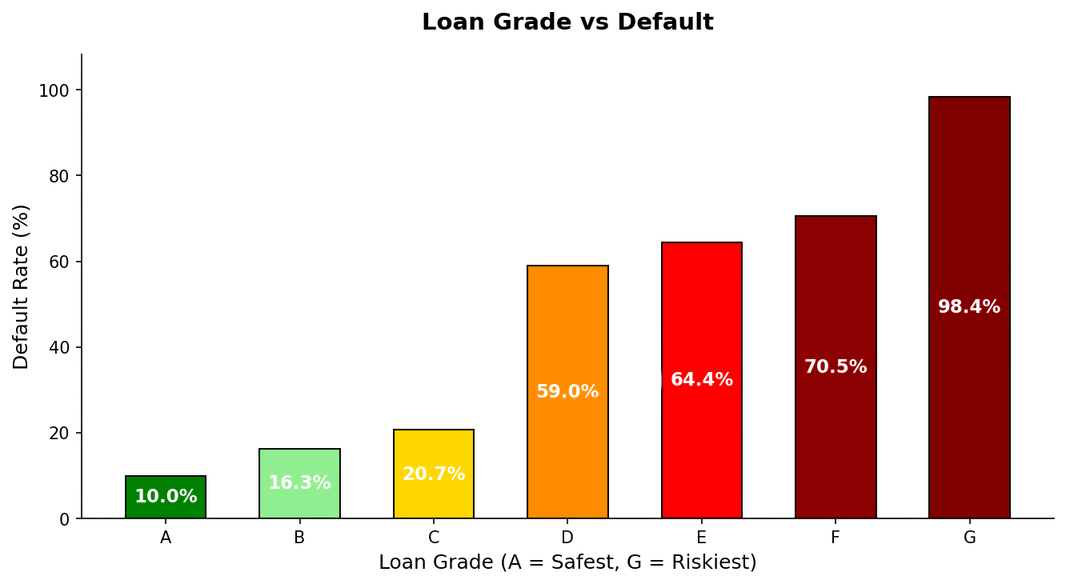 Loan Grade vs Default
Default Rate (%)
100
80
60
40
20
0
10.0%
16.3%
20.7%
59.0%
64.4%
70.5%
98.4%
A
B
C
D
E
F
G
Loan Grade (A = Safest, G = Riskiest)